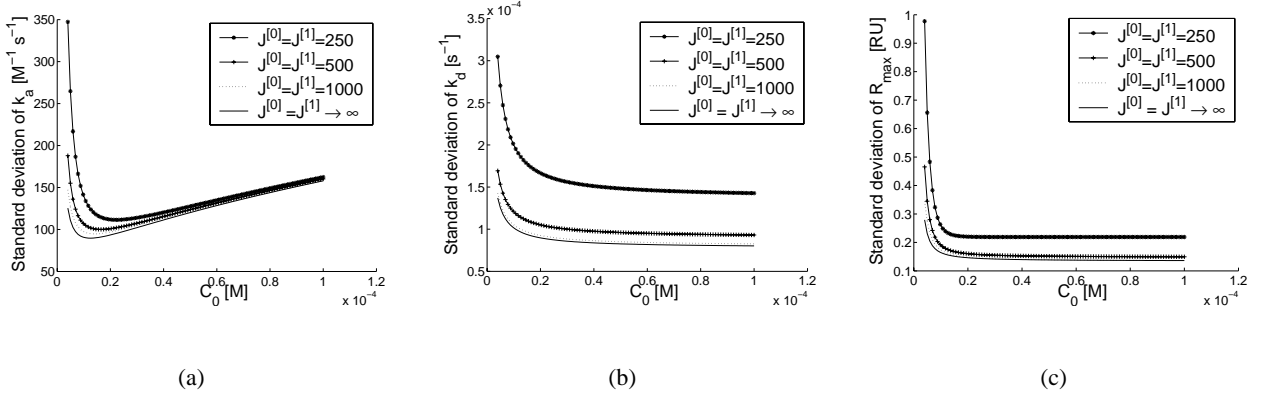 Standard deviation of k_a [M^{-1} s^{-1}]
350
300
250
200
150
100
50
0
0.2
0.4
0.6
0.8
1
1.2
x 10^{-4}
C_0 [M]
J^{[0]}=J^{[1]}=250
J^{[0]}=J^{[1]}=500
J^{[0]}=J^{[1]}=1000
J^{[0]} =J^{[1]} → ∞
(a)
x 10^{-4}
Standard deviation of k_d [s^{-1}]
3.5
3
2.5
2
1.5
1
0.5
0
0.2
0.4
0.6
0.8
1
1.2
x 10^{-4}
C_0 [M]
J^{[0]}=J^{[1]}=250
J^{[0]}=J^{[1]}=500
J^{[0]}=J^{[1]}=1000
J^{[0]} = J^{[1]} → ∞
(b)
Standard deviation of R_{max} [RU]
1
0.9
0.8
0.7
0.6
0.5
0.4
0.3
0.2
0.1
0
0.2
0.4
0.6
0.8
1
1.2
x 10^{-4}
C_0 [M]
J^{[0]}=J^{[1]}=250
J^{[0]}=J^{[1]}=500
J^{[0]}=J^{[1]}=1000
J^{[0]} = J^{[1]} → ∞
(c)